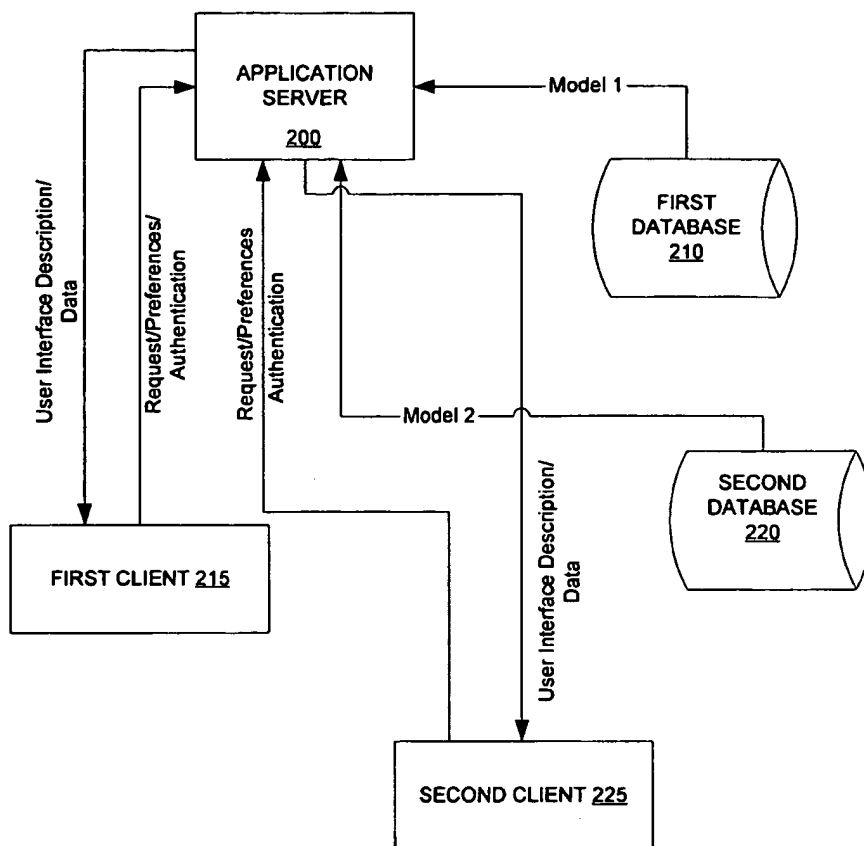 APPLICATION
SERVER
200
Model 1
FIRST
DATABASE
210
User Interface Description/
Data
Request/Preferences/
Authentication
Request/Preferences
Authentication
Model 2
SECOND
DATABASE
220
FIRST CLIENT 215
User Interface Description/
Data
SECOND CLIENT 225